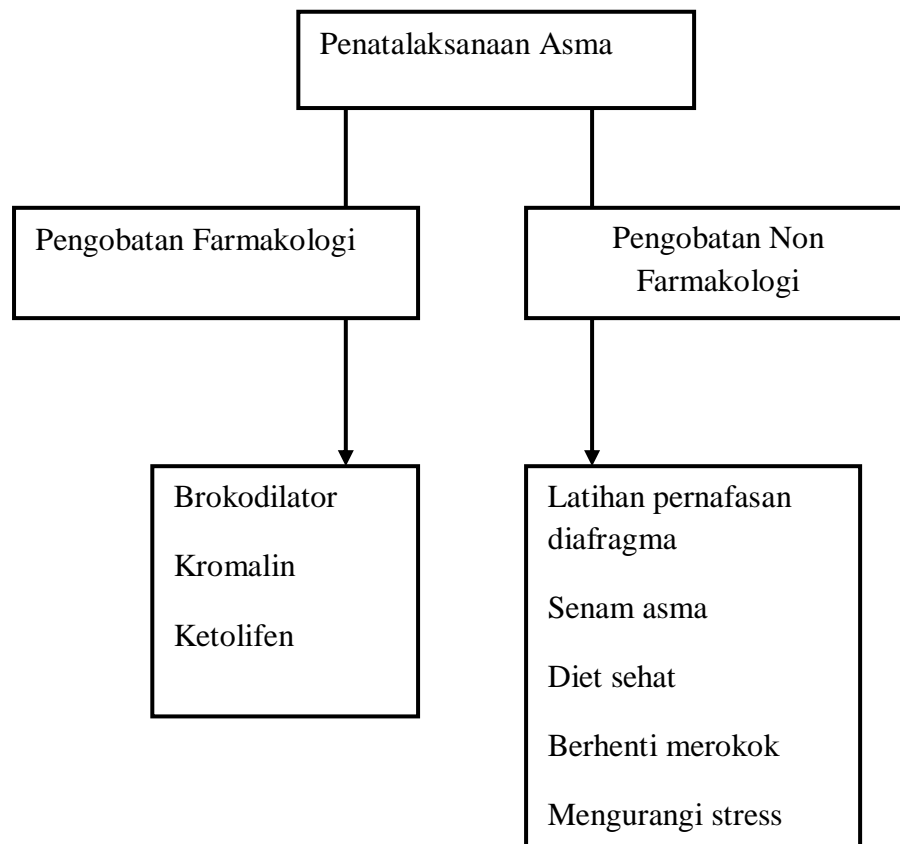 Penatalaksanaan Asma
Pengobatan Farmakologi
Pengobatan Non
Farmakologi
Brokodilator
Kromalin
Ketolifen
Latihan pernafasan
diafragma
Senam asma
Diet sehat
Berhenti merokok
Mengurangi stress